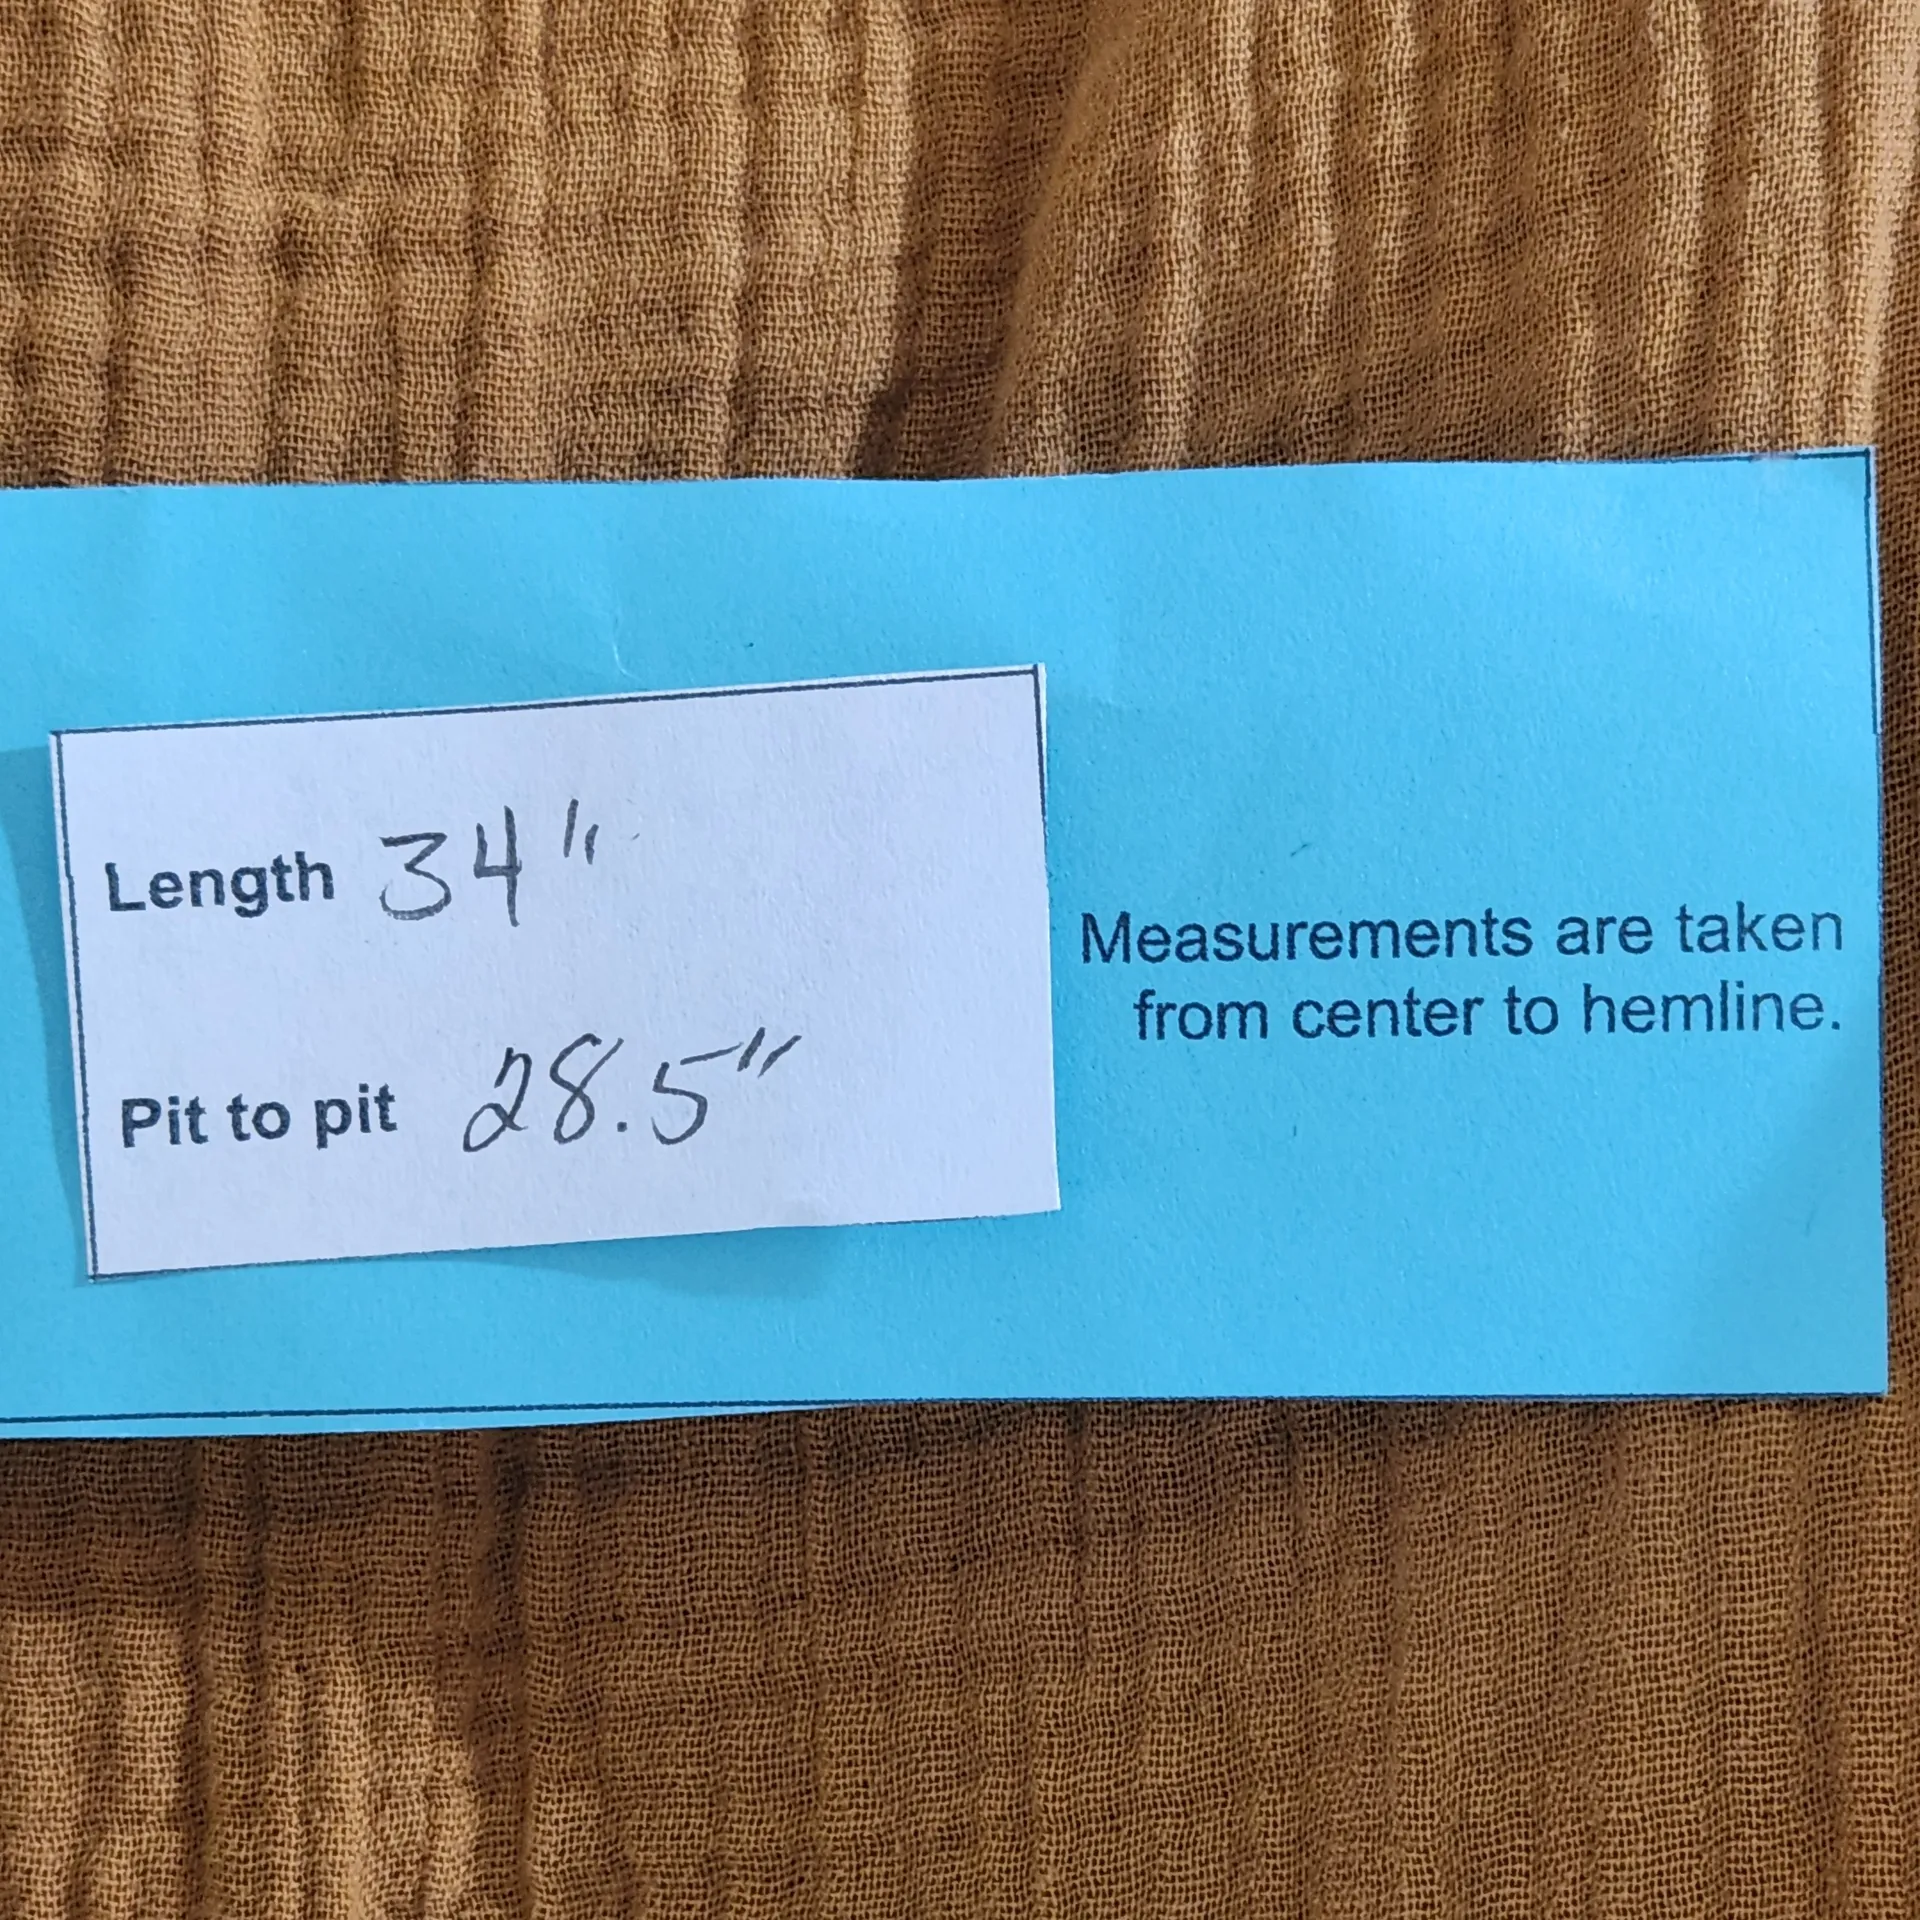 Length 34"
Pit to pit 28.5"
Measurements are taken
from center to hemline.